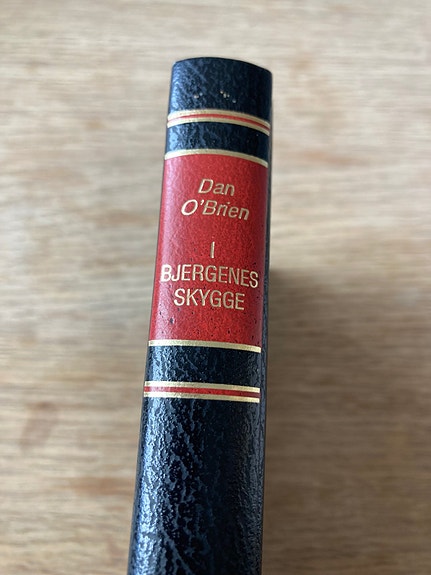 Dan
O'Brien
I
BJERGENES
SKYGGE